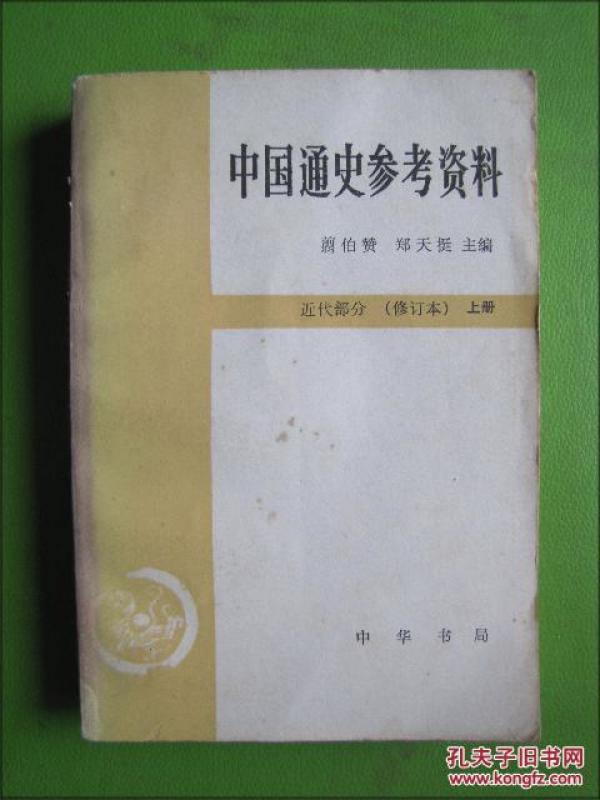 中国通史参考资料
翦伯赞 郑天挺 主编
近代部分 (修订本) 上册
中华书局
孔夫子旧书网
www.kongfz.com